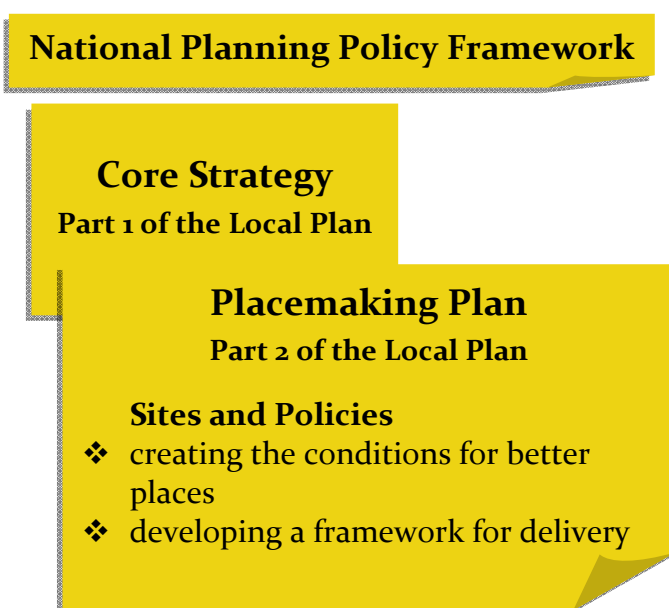 National Planning Policy Framework
Core Strategy
Part 1 of the Local Plan
Placemaking Plan
Part 2 of the Local Plan
Sites and Policies
❖ creating the conditions for better
places
❖ developing a framework for delivery